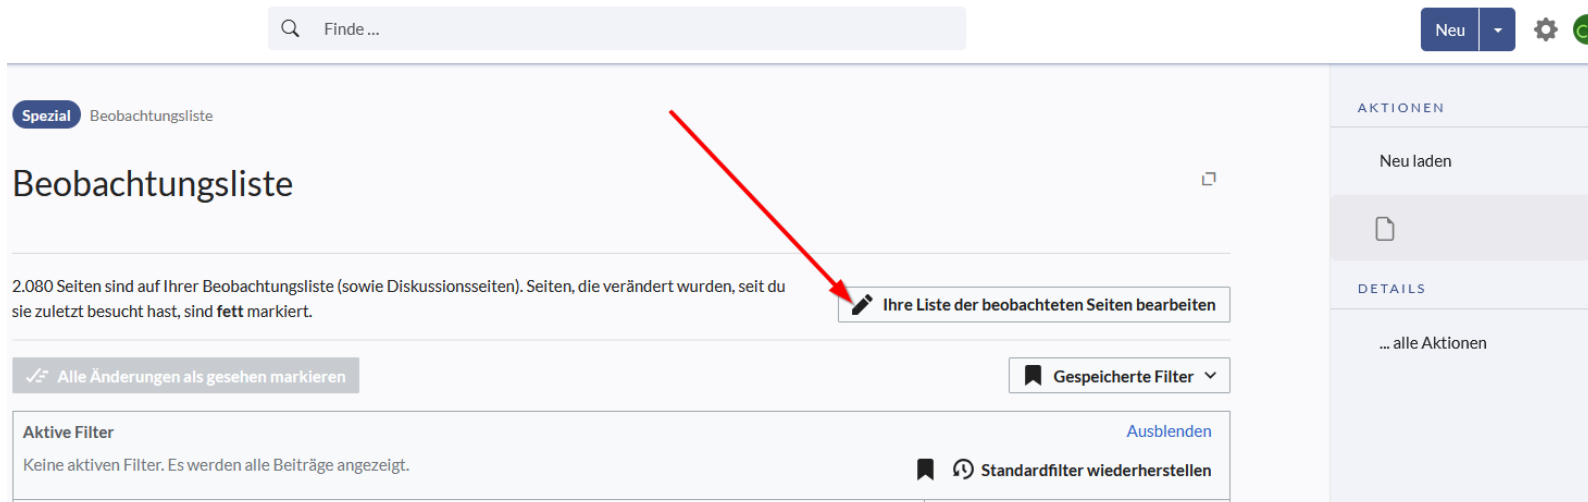 Finde ...
Neu
Spezial Beobachtungsliste
Beobachtungsliste
2.080 Seiten sind auf Ihrer Beobachtungsliste (sowie Diskussionsseiten). Seiten, die verändert wurden, seit du
sie zuletzt besucht hast, sind fett markiert.
Ihre Liste der beobachteten Seiten bearbeiten
Alle Änderungen als gesehen markieren
Gespeicherte Filter
Aktive Filter
Ausblenden
Keine aktiven Filter. Es werden alle Beiträge angezeigt.
Standardfilter wiederherstellen
AKTIONEN
Neu laden
DETAILS
... alle Aktionen